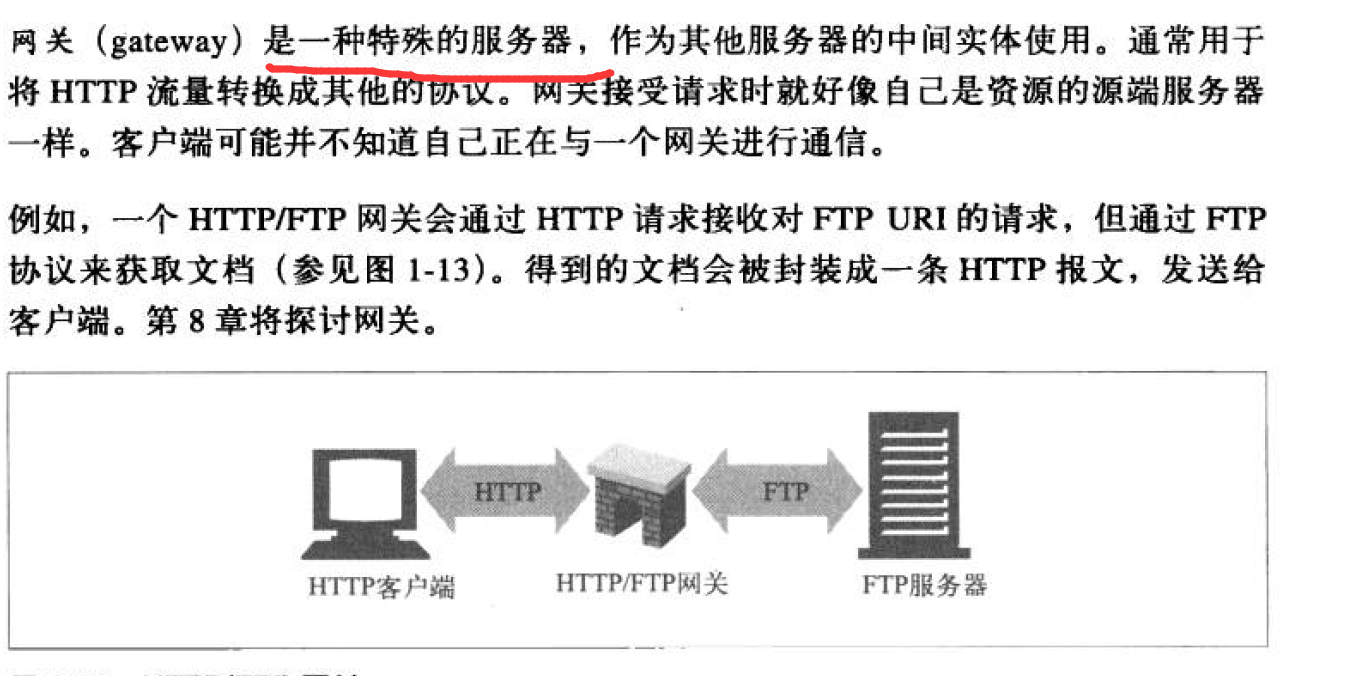 网关（gateway）是一种特殊的服务器，作为其他服务器的中间实体使用。通常用于
将 HTTP 流量转换成其他的协议。网关接受请求时就好像自己是资源的源端服务器
一样。客户端可能并不知道自己正在与一个网关进行通信。
例如，一个 HTTP/FTP 网关会通过 HTTP 请求接收对 FTP URI 的请求，但通过 FTP
协议来获取文档（参见图 1-13）。得到的文档会被封装成一条 HTTP 报文，发送给
客户端。第 8 章将探讨网关。
HTTP FTP
HTTP客户端 HTTP/FTP网关 FTP服务器